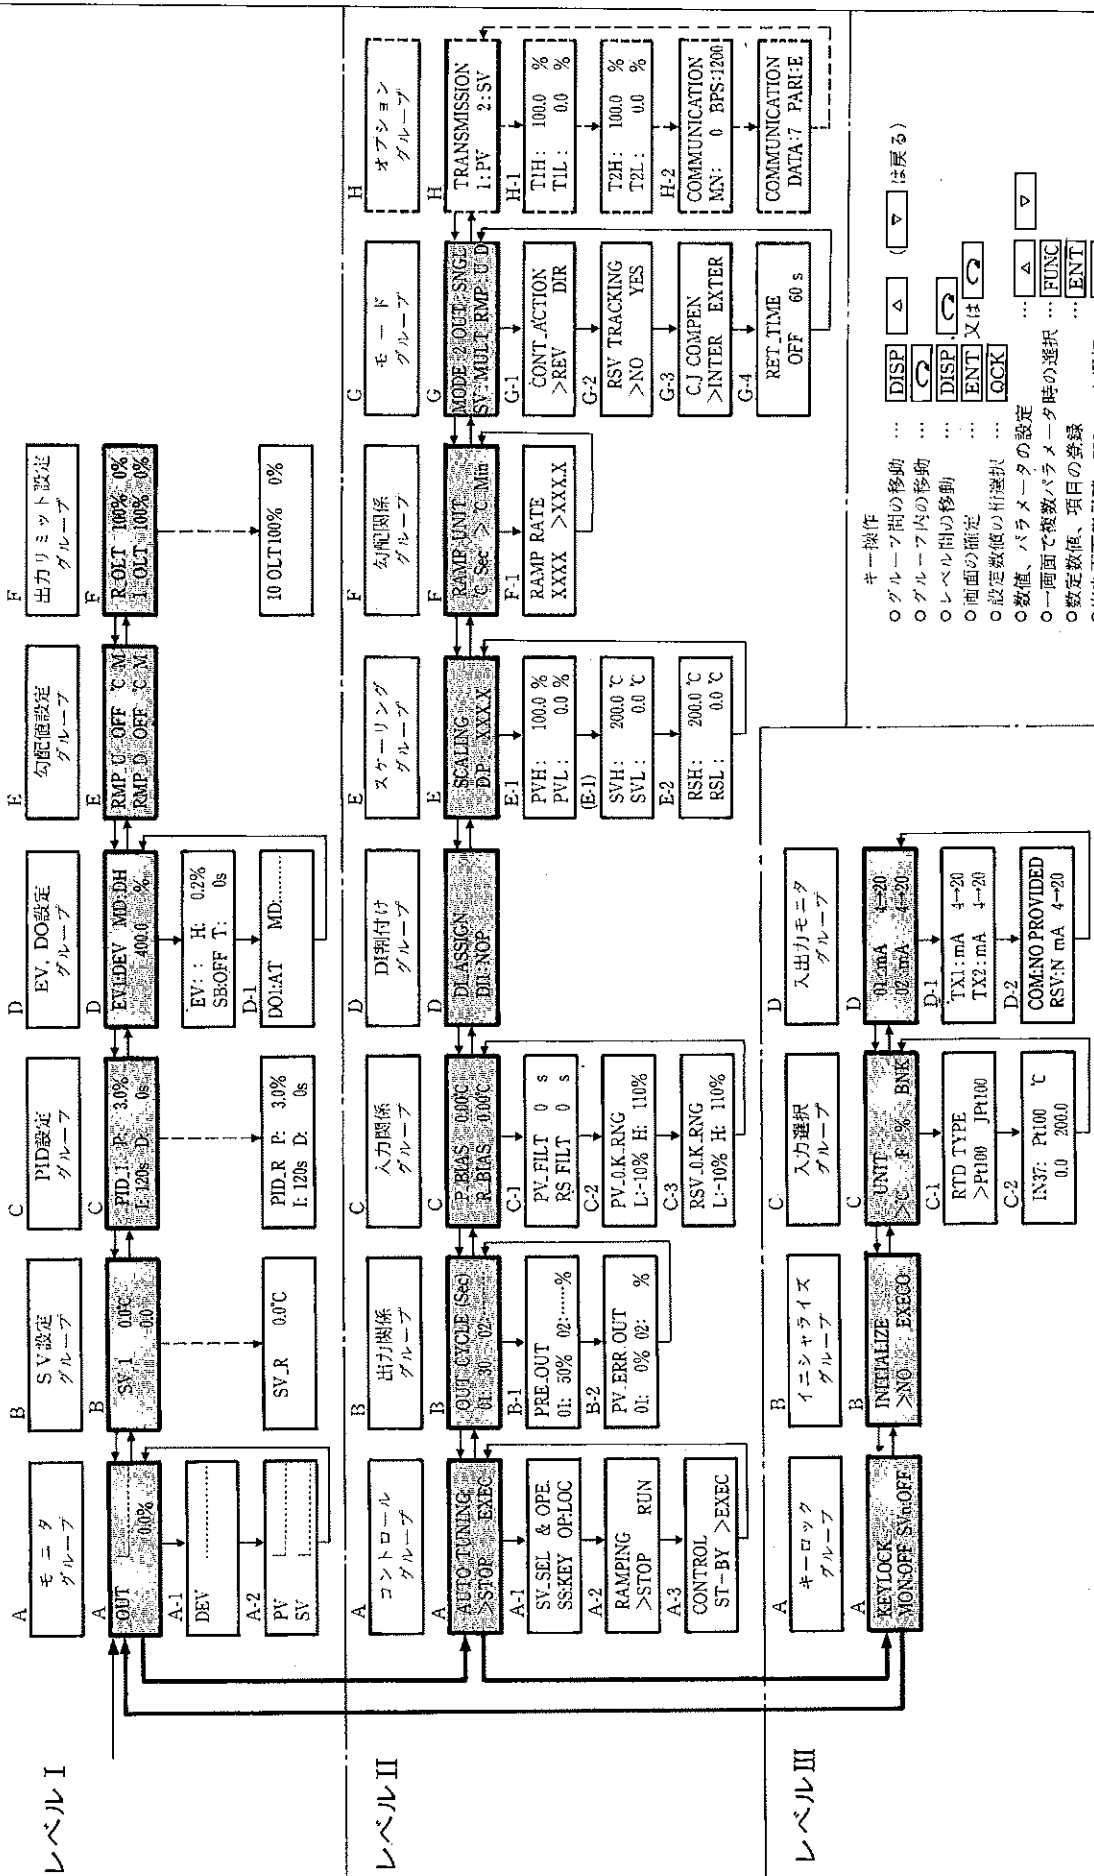 レベルI
A
モニタ
グループ
A
OUT
0.0%
A-1
DEV
A-2
PV
SV
B
SV設定
グループ
B
SV 1 0.0℃
0.0
SV_R 0.0℃
C
PID設定
グループ
C
PID_1 P: 3.0%
I: 120s D: 0s
PID_R P: 3.0%
I: 120s D: 0s
D
EV, DO設定
グループ
D
EV1:DEV MD:DH
400.0 %
EV: : H: 0.2%
SB:OFF T: 0s
D-1
DO1:AT MD:
E
勾配値設定
グループ
E
RMP_U OFF ℃ M
RMP_D OFF ℃ M
F
出力リミット設定
グループ
F
R OLT 100% 0%
1 OLT 100% 0%
10 OLT100% 0%
レベルII
A
コントロール
グループ
A
AUTO TUNING
>STOP EXEC
A-1
SV_SEL & OPE.
SS:KEY OP:LOC
A-2
RAMPING
>STOP RUN
A-3
CONTROL
ST-BY >EXEC
B
出力関係
グループ
B
OUT CYCLE (Sec)
01: 30 02:
B-1
PRE_OUT
01: 50% 02: %
B-2
PV_ERR_OUT
01: 0% 02: %
C
入力関係
グループ
C
P_BIAS 0.00℃
R_BIAS 0.00℃
C-1
PV_FILT 0 s
RS_FILT 0 s
C-2
PV_O.K_RNG
L:-10% H: 110%
C-3
RSV_O.K_RNG
L:-10% H: 110%
D
DI割付け
グループ
D
DI ASSIGN
DI1:NOP
E
スケーリング
グループ
E
SCALING
D.P.: XXXX.X
E-1
PVH: 100.0 %
PVL: 0.0 %
(E-1)
SVH: 200.0 ℃
SVL: 0.0 ℃
E-2
RSH: 200.0 ℃
RSL: 0.0 ℃
F
勾配関係
グループ
F
RAMP_UNIT
C Sec > C Min
F-1
RAMP RATE
XXXX >XXX.X
G
モード
グループ
G
MODE 2 OUT: SNGL
SV: MULT RMP: U D
G-1
CONT_ACTION
>REV DIR
G-2
RSV TRACKING
>NO YES
G-3
C.J COMPEN
>INTER EXTER
G-4
RET_TIME
OFF 60 s
H
オプション
グループ
H
TRANSMISSION
1: PV 2: SV
H-1
T1H: 100.0 %
T1L: 0.0 %
T2H: 100.0 %
T2L: 0.0 %
H-2
COMMUNICATION
MN: 0 BPS:1200
COMMUNICATION
DATA:7 PARI:E
レベルIII
A
キーロック
グループ
A
KEYLOCK
MON:OFF SVn:OFF
B
イニシャライズ
グループ
B
INITIALIZE
>NO EXECO
C
入力選択
グループ
C
UNIT
>℃ F % BNK
C-1
RTD TYPE
>Pt100 JPt100
C-2
IN37: Pt100 ℃
0.0 200.0
D
入出力モニタ
グループ
D
01: mA 4→20
02: mA 4→20
D-1
TX1: mA 4→20
TX2: mA 4→20
D-2
COM:NO PROVIDED
RSV:N mA 4→20
キー操作
○グループ間の移動 … DISP △ ( ▽ は戻る)
○グループ内の移動 …
○レベル間の移動 … DISP,
○画面の確定 … ENT 又は
○設定数値の桁選択 … QCK
○数値、パラメータの設定 … △ ▽
○一画面で複数パラメータ時の選択 … FUNC
○数定数値、項目の登録 … ENT